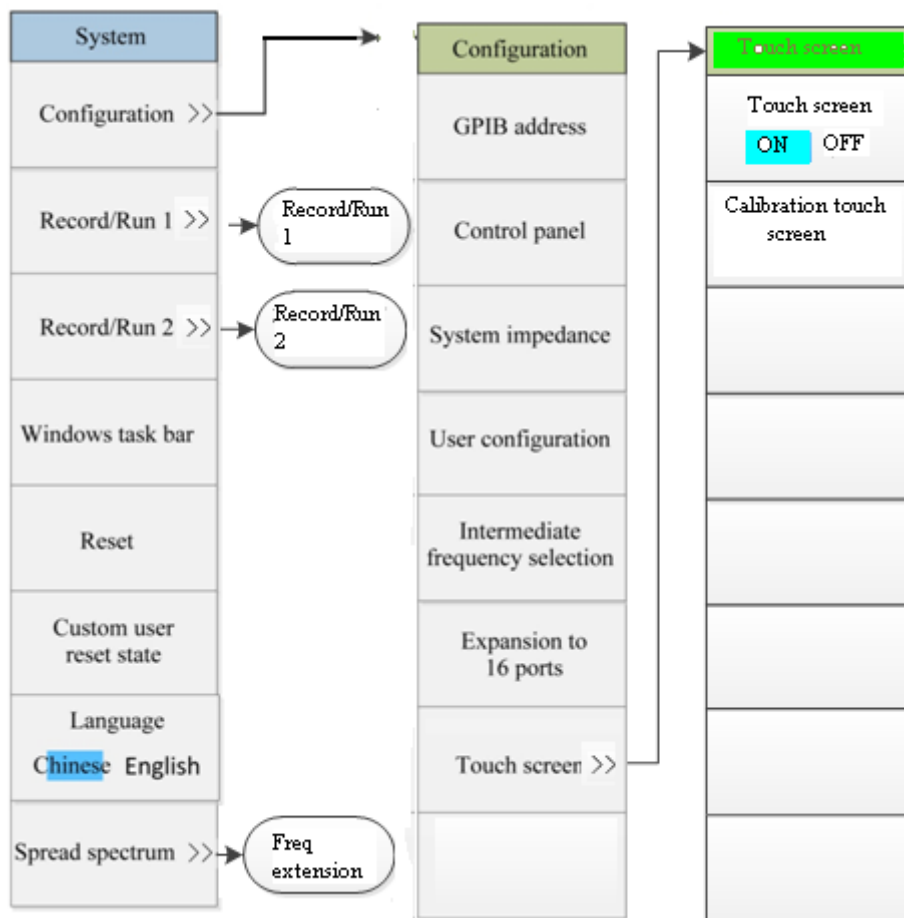 System
Configuration >>
Record/Run 1 >>
Record/Run 2 >>
Windows task bar
Reset
Custom user
reset state
Language
Chinese English
Spread spectrum >>
Record/Run
1
Record/Run
2
Freq
extension
Configuration
GPIB address
Control panel
System impedance
User configuration
Intermediate
frequency selection
Expansion to
16 ports
Touch screen >>
Touch screen
Touch screen
ON OFF
Calibration touch
screen